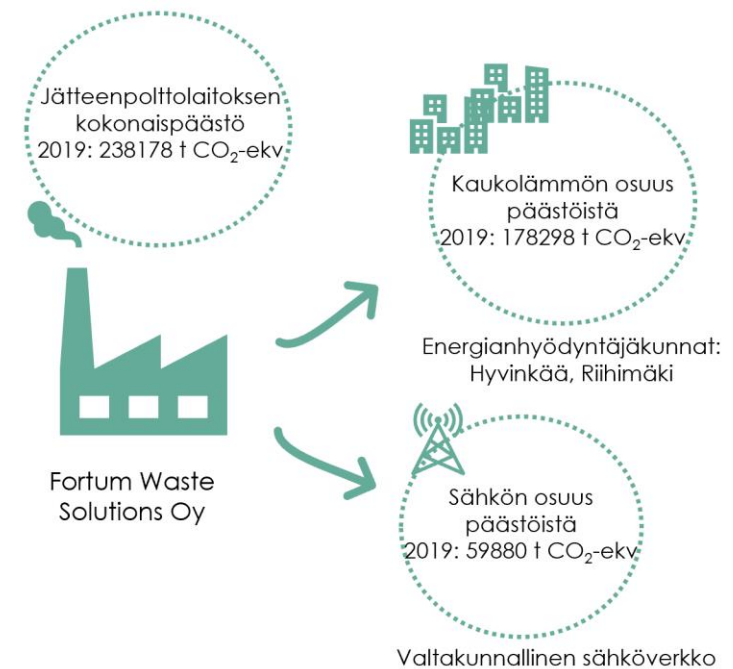 Jätteenpolttolaitoksen
kokonaispäästö
2019: 238178 t CO₂-ekv
Fortum Waste
Solutions Oy
Kaukolämmön osuus
päästöistä
2019: 178298 t CO₂-ekv
Energianhyödyntäjäkunnat:
Hyvinkää, Riihimäki
Sähkön osuus
päästöistä
2019: 59880 t CO₂-ekv
Valtakunnallinen sähköverkko